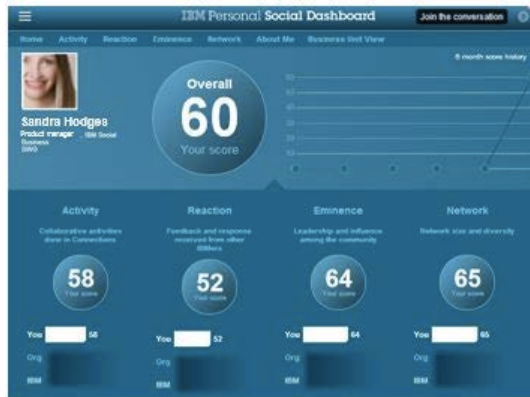 IBM Personal Social Dashboard
Join the conversation
Home Activity Reaction Eminence Network About Me Business Unit View
6 month score history
Sandra Hodges
Product manager , IBM Social
Business
SWG
Overall
60
Your score
Activity
Collaborative activities
done in Connections
58
Your score
You 58
Org
IBM
Reaction
Feedback and response
received from other
IBMers
52
Your score
You 52
Org
IBM
Eminence
Leadership and influence
among the community
64
Your score
You 64
Org
IBM
Network
Network size and diversity
65
Your score
You 65
Org
IBM